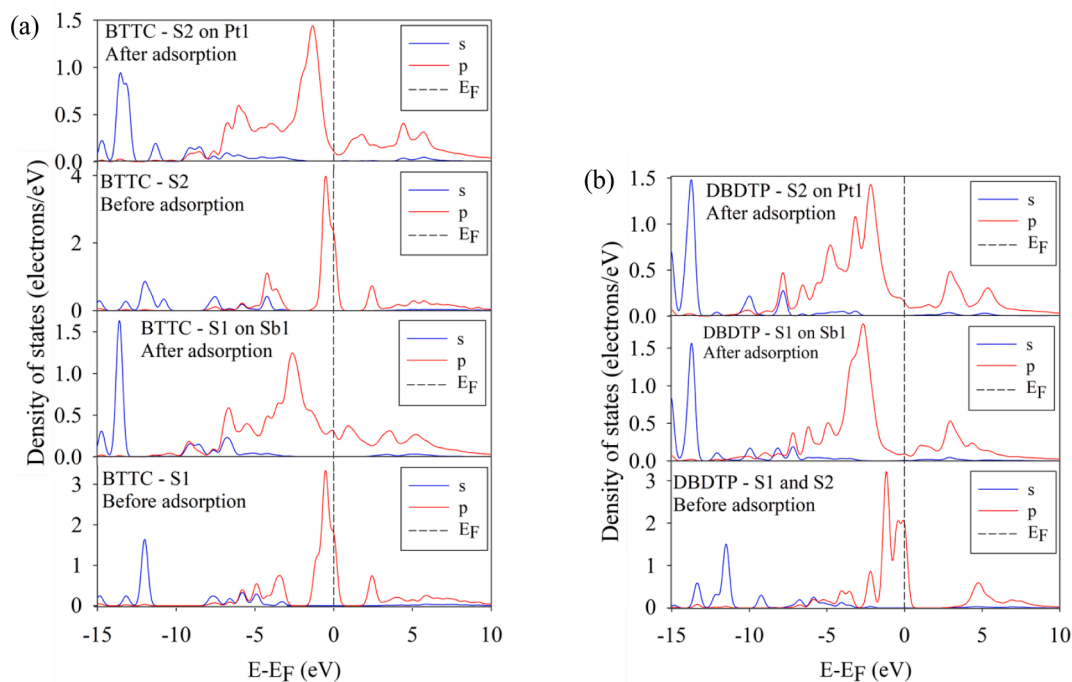 (a)
Density of states (electrons/eV)
1.5
1.0
0.5
0.0
BTTC - S2 on Pt1
After adsorption
s
p
EF
4
2
0
BTTC - S2
Before adsorption
s
p
EF
1.5
1.0
0.5
0.0
BTTC - S1 on Sb1
After adsorption
s
p
EF
3
2
1
0
BTTC - S1
Before adsorption
s
p
EF
-15 -10 -5 0 5 10
E-EF (eV)
(b)
Density of states (electrons/eV)
1.5
1.0
0.5
0.0
DBDTP - S2 on Pt1
After adsorption
s
p
EF
1.5
1.0
0.5
0.0
DBDTP - S1 on Sb1
After adsorption
s
p
EF
3
2
1
0
DBDTP - S1 and S2
Before adsorption
s
p
EF
-15 -10 -5 0 5 10
E-EF (eV)